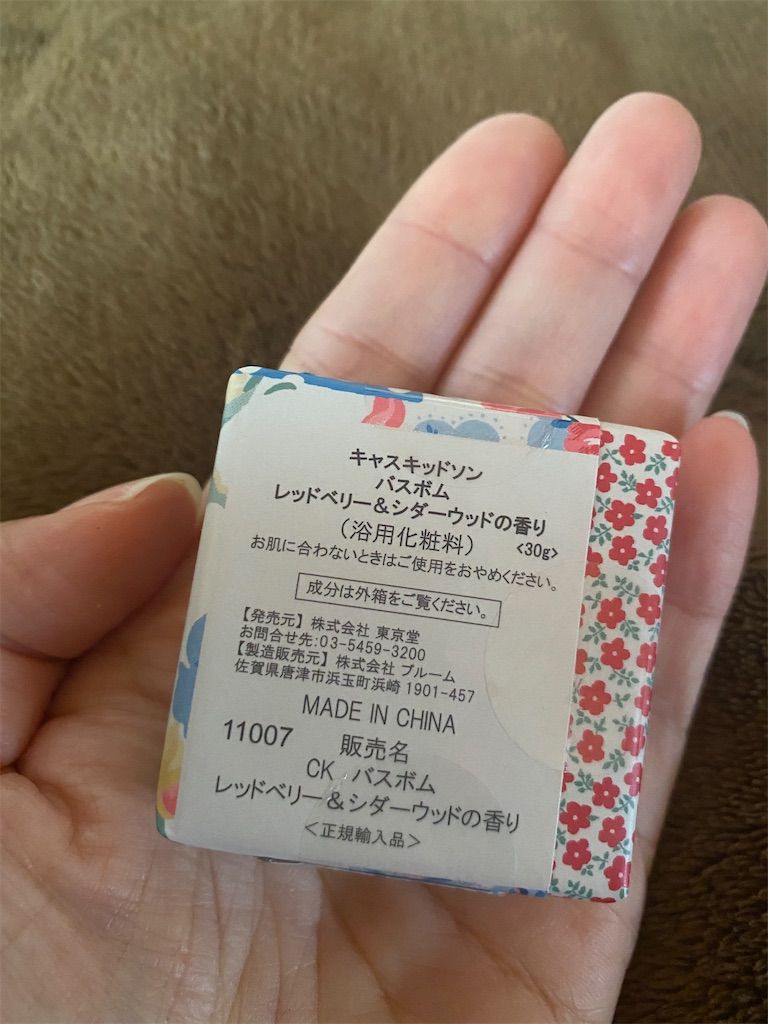 キャスキッドソン
バスボム
レッドベリー＆シダーウッドの香り
（浴用化粧料） <30g>
お肌に合わないときはご使用をおやめください。
成分は外箱をご覧ください。
【発売元】株式会社 東京堂
お問合せ先:03-5459-3200
【製造販売元】株式会社 ブルーム
佐賀県唐津市浜玉町浜崎 1901-457
MADE IN CHINA
11007 販売名
CK バスボム
レッドベリー＆シダーウッドの香り
＜正規輸入品＞